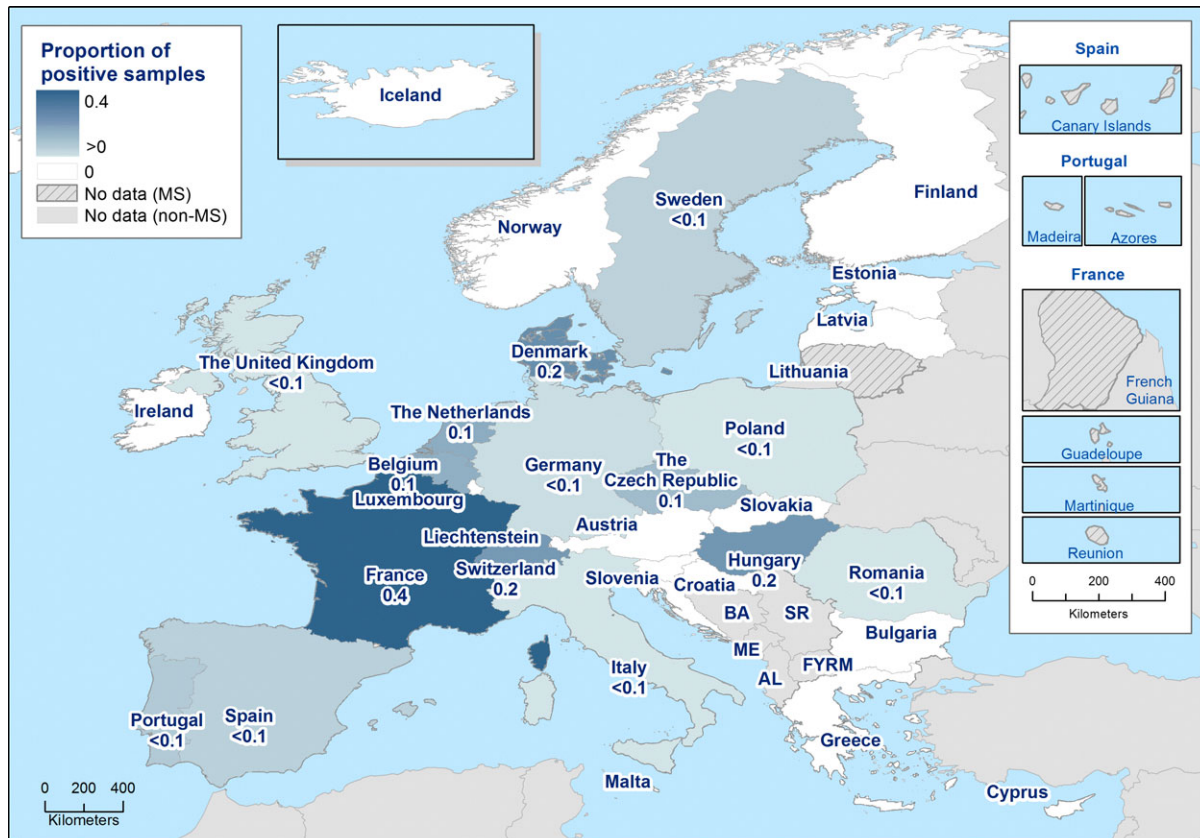 Proportion of
positive samples
0.4
>0
0
No data (MS)
No data (non-MS)
Iceland
Norway
Sweden
<0.1
Finland
Estonia
Latvia
Lithuania
Denmark
0.2
The United Kingdom
<0.1
Ireland
The Netherlands
0.1
Belgium
0.1
Luxembourg
Germany
<0.1
Poland
<0.1
The
Czech Republic
0.1
Slovakia
Austria
Liechtenstein
Switzerland
0.2
France
0.4
Hungary
0.2
Slovenia
Croatia
Romania
<0.1
BA
SR
Bulgaria
ME
FYRM
AL
Italy
<0.1
Portugal
<0.1
Spain
<0.1
Greece
Malta
Cyprus
0 200 400
Kilometers
Spain
Canary Islands
Portugal
Madeira
Azores
France
French
Guiana
Guadeloupe
Martinique
Reunion
0 200 400
Kilometers